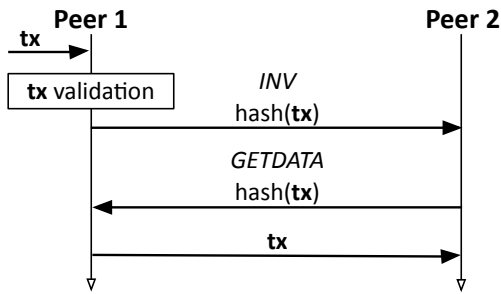 Peer 1
Peer 2
tx
tx validation
INV
hash(tx)
GETDATA
hash(tx)
tx